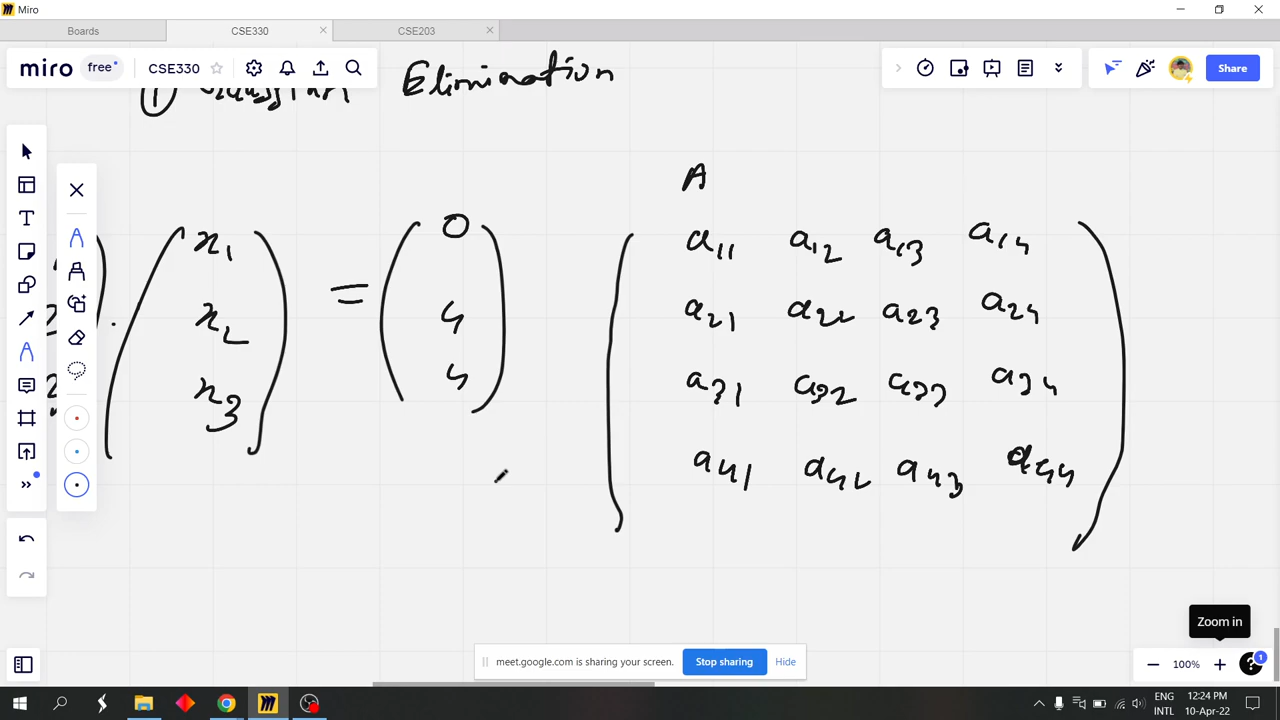 Miro
Boards
CSE330
CSE203
miro
free
CSE330
Share
① Elimination
A
x1
x2
x3
=
0
4
4
a11 a12 a13 a14
a21 a22 a23 a24
a31 a32 a33 a34
a41 a42 a43 a44
Zoom in
meet.google.com is sharing your screen.
Stop sharing
Hide
100%
1
ENG
INTL
12:24 PM
10-Apr-22